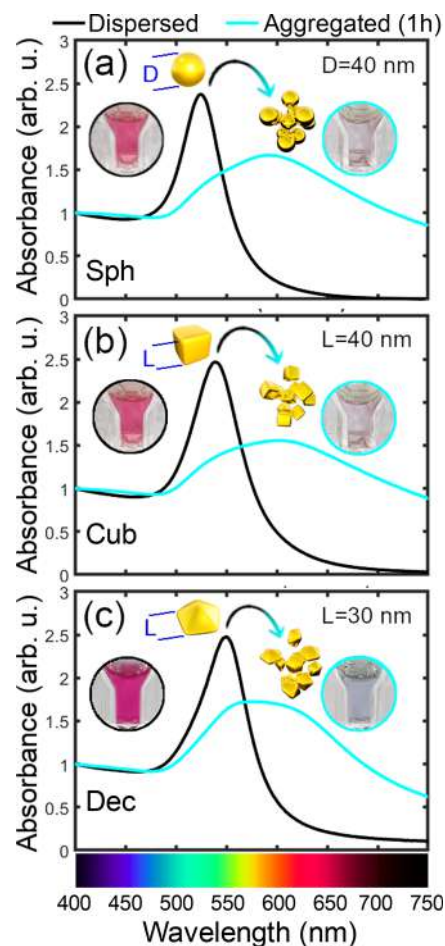 Dispersed Aggregated (1h)
3
2.5
2
1.5
1
0.5
0
Absorbance (arb. u.)
(a)
D
D=40 nm
Sph
3
2.5
2
1.5
1
0.5
0
Absorbance (arb. u.)
(b)
L
L=40 nm
Cub
3
2.5
2
1.5
1
0.5
0
Absorbance (arb. u.)
(c)
L
L=30 nm
Dec
400 450 500 550 600 650 700 750
Wavelength (nm)